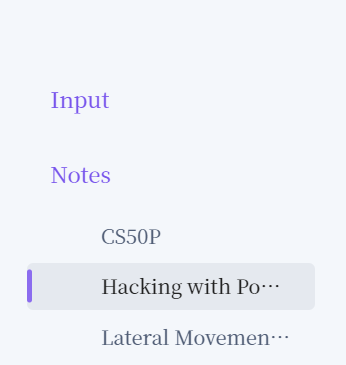 Input
Notes
CS50P
Hacking with Po…
Lateral Movemen…